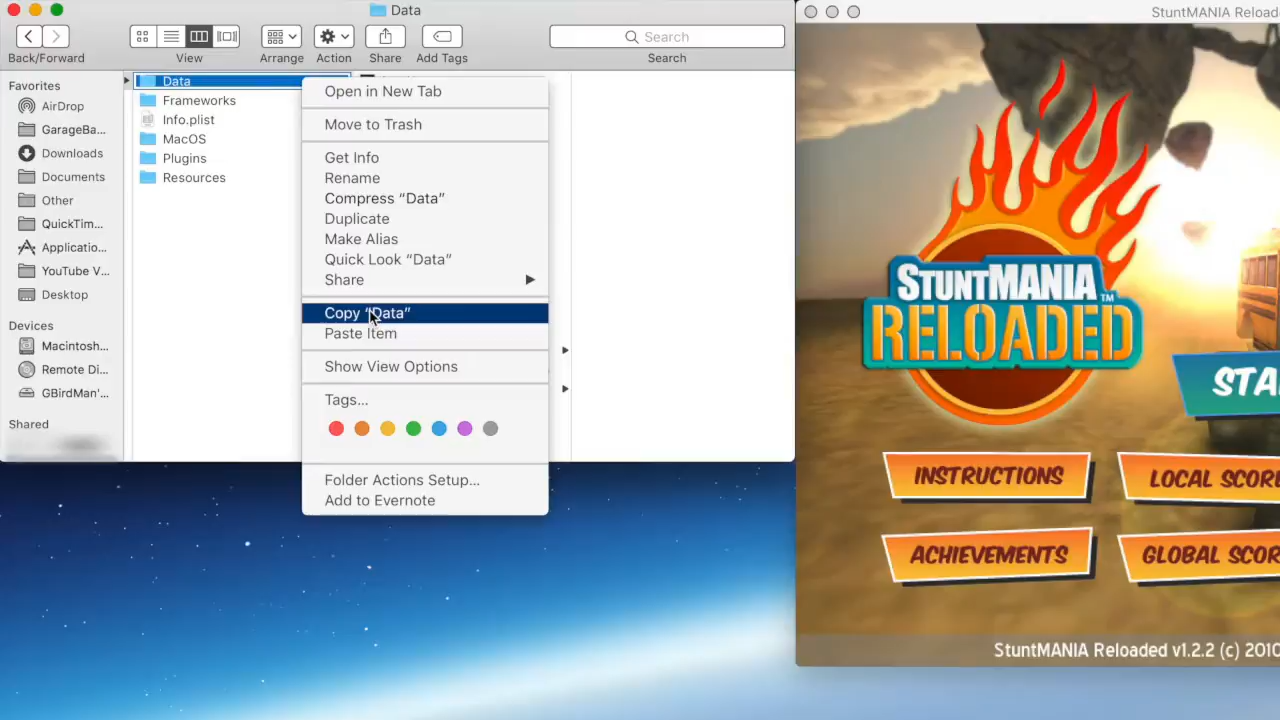 Data
Back/Forward
View
Arrange
Action
Share
Add Tags
Search
Search
Favorites
AirDrop
GarageBa...
Downloads
Documents
Other
QuickTim...
Applicatio...
YouTube V...
Desktop
Devices
Macintosh...
Remote Di...
GBirdMan'...
Shared
Data
Frameworks
Info.plist
MacOS
Plugins
Resources
Open in New Tab
Move to Trash
Get Info
Rename
Compress “Data”
Duplicate
Make Alias
Quick Look “Data”
Share
Copy “Data”
Paste Item
Show View Options
Tags...
Folder Actions Setup...
Add to Evernote
StuntMANIA Reload
STUNTMANIA™
RELOADED
STA
INSTRUCTIONS
LOCAL SCORE
ACHIEVEMENTS
GLOBAL SCOR
StuntMANIA Reloaded v1.2.2 (c) 2010